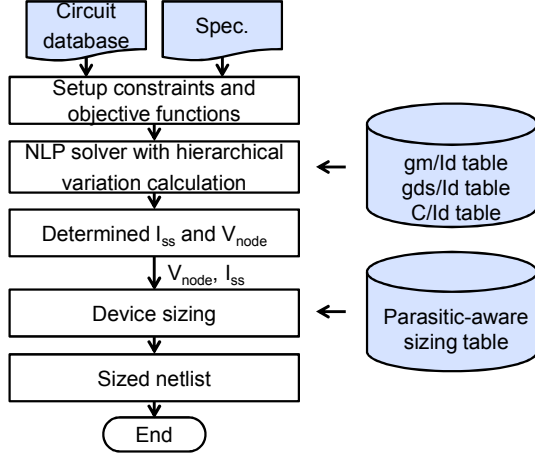 Circuit
database
Spec.
Setup constraints and
objective functions
NLP solver with hierarchical
variation calculation
gm/Id table
gds/Id table
C/Id table
Determined Iss and Vnode
Vnode, Iss
Device sizing
Parasitic-aware
sizing table
Sized netlist
End